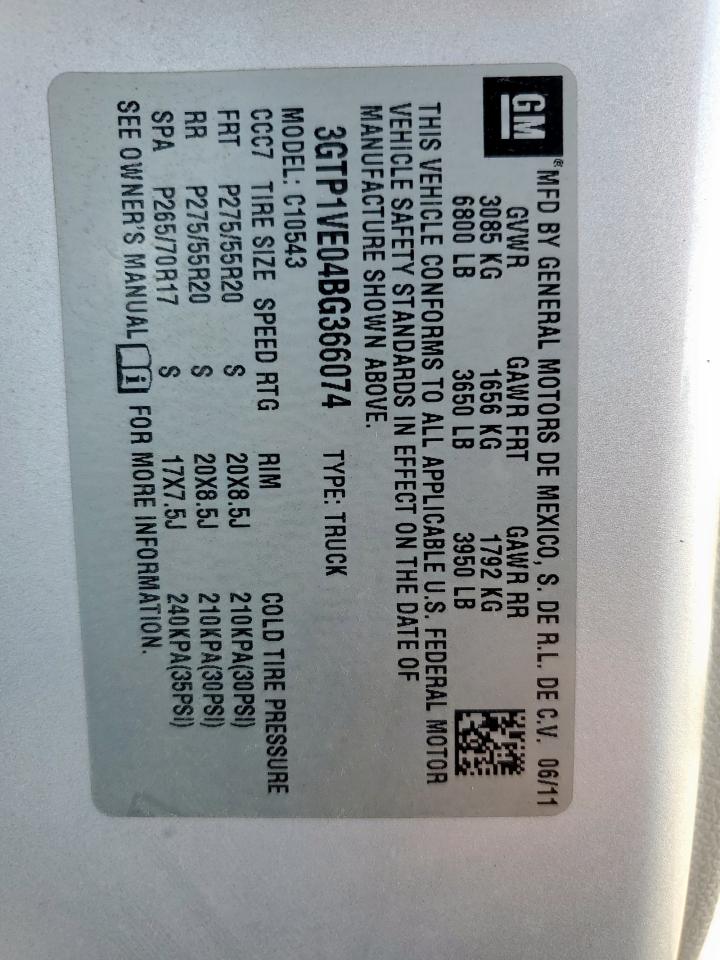 GM® MFD BY GENERAL MOTORS DE MEXICO, S. DE R.L. DE C.V. 06/11
GVWR GAWR FRT GAWR RR
3085 KG 1656 KG 1792 KG
6800 LB 3650 LB 3950 LB
THIS VEHICLE CONFORMS TO ALL APPLICABLE U.S. FEDERAL MOTOR
VEHICLE SAFETY STANDARDS IN EFFECT ON THE DATE OF
MANUFACTURE SHOWN ABOVE.
3GTP1VE04BG366074 TYPE: TRUCK
MODEL: C10543
CCC7 TIRE SIZE SPEED RTG RIM COLD TIRE PRESSURE
FRT P275/55R20 S 20X8.5J 210KPA(30PSI)
RR P275/55R20 S 20X8.5J 210KPA(30PSI)
SPA P265/70R17 S 17X7.5J 240KPA(35PSI)
SEE OWNER'S MANUAL i FOR MORE INFORMATION.